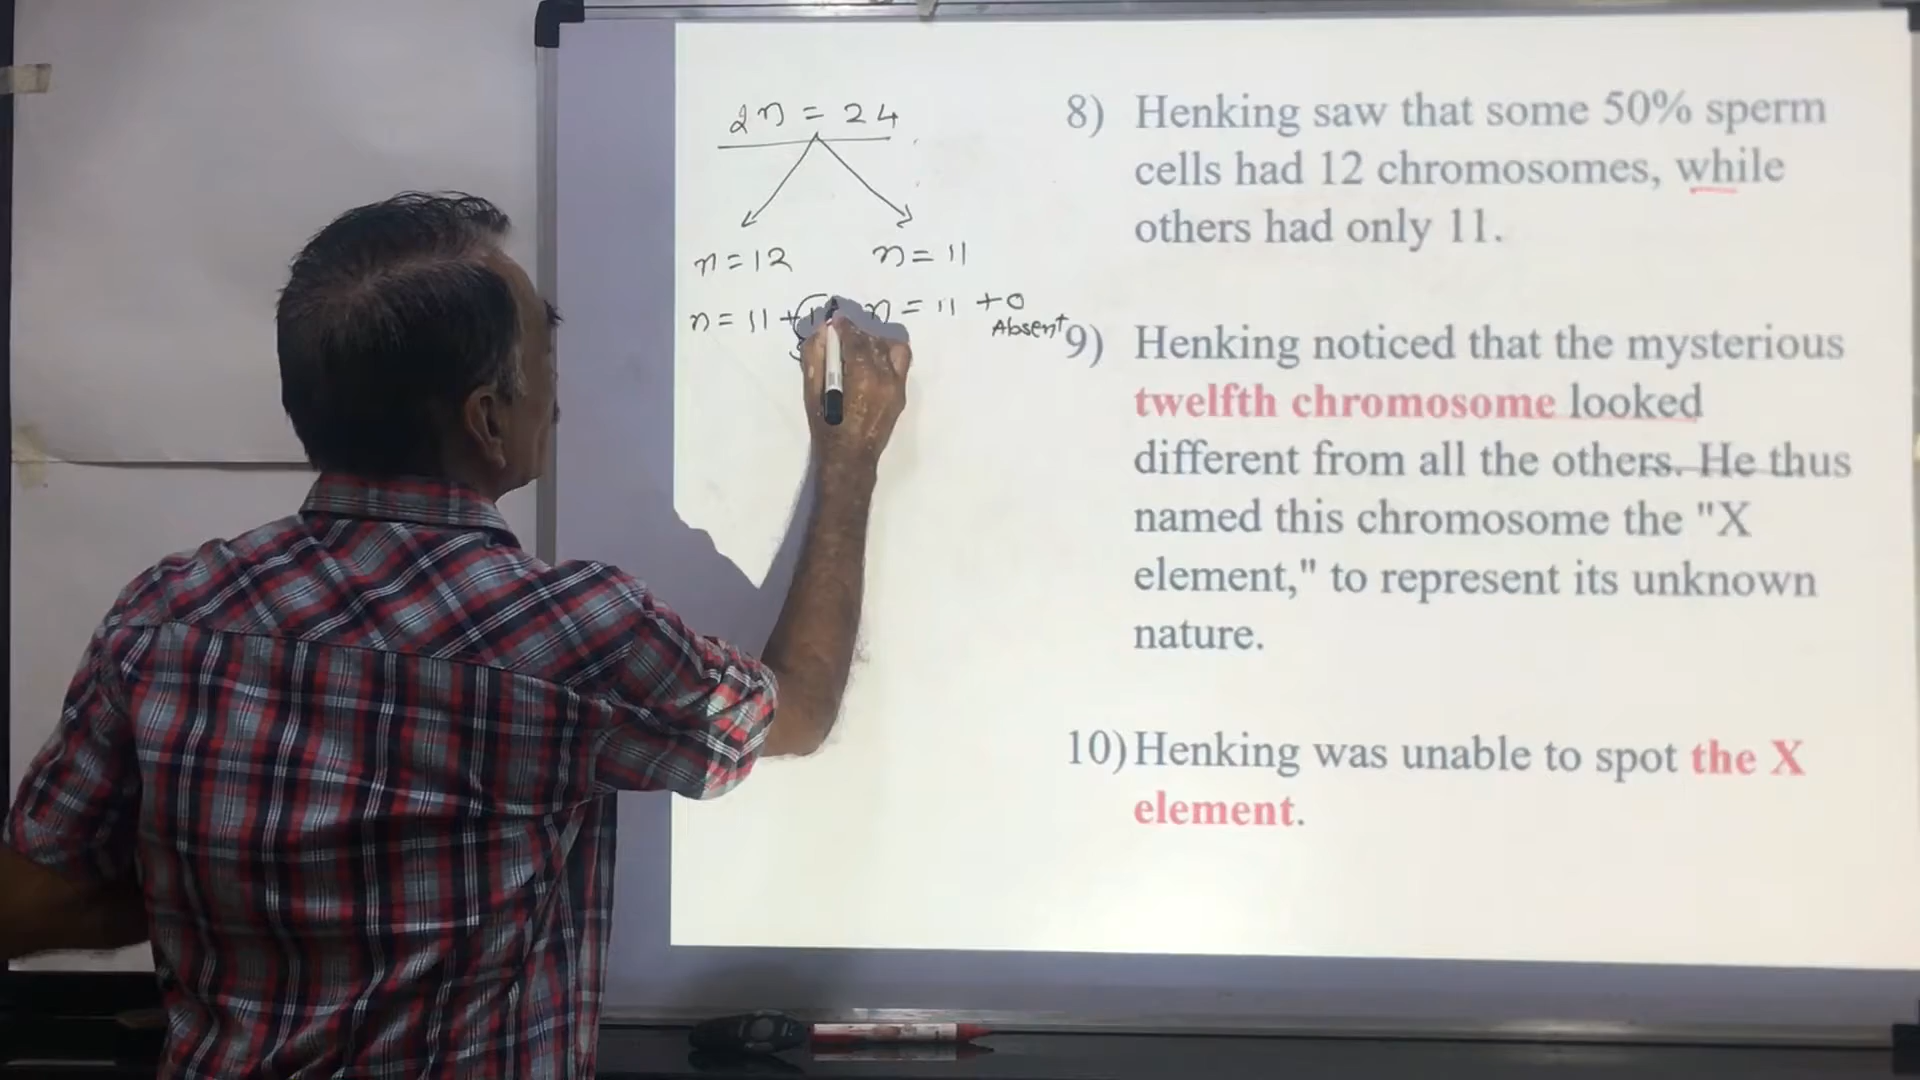 2n = 24
n = 12
n = 11
n = 11 +
n = 11 + 0
Absent
8) Henking saw that some 50% sperm
cells had 12 chromosomes, while
others had only 11.
9) Henking noticed that the mysterious
twelfth chromosome looked
different from all the others. He thus
named this chromosome the "X
element," to represent its unknown
nature.
10) Henking was unable to spot the X
element.